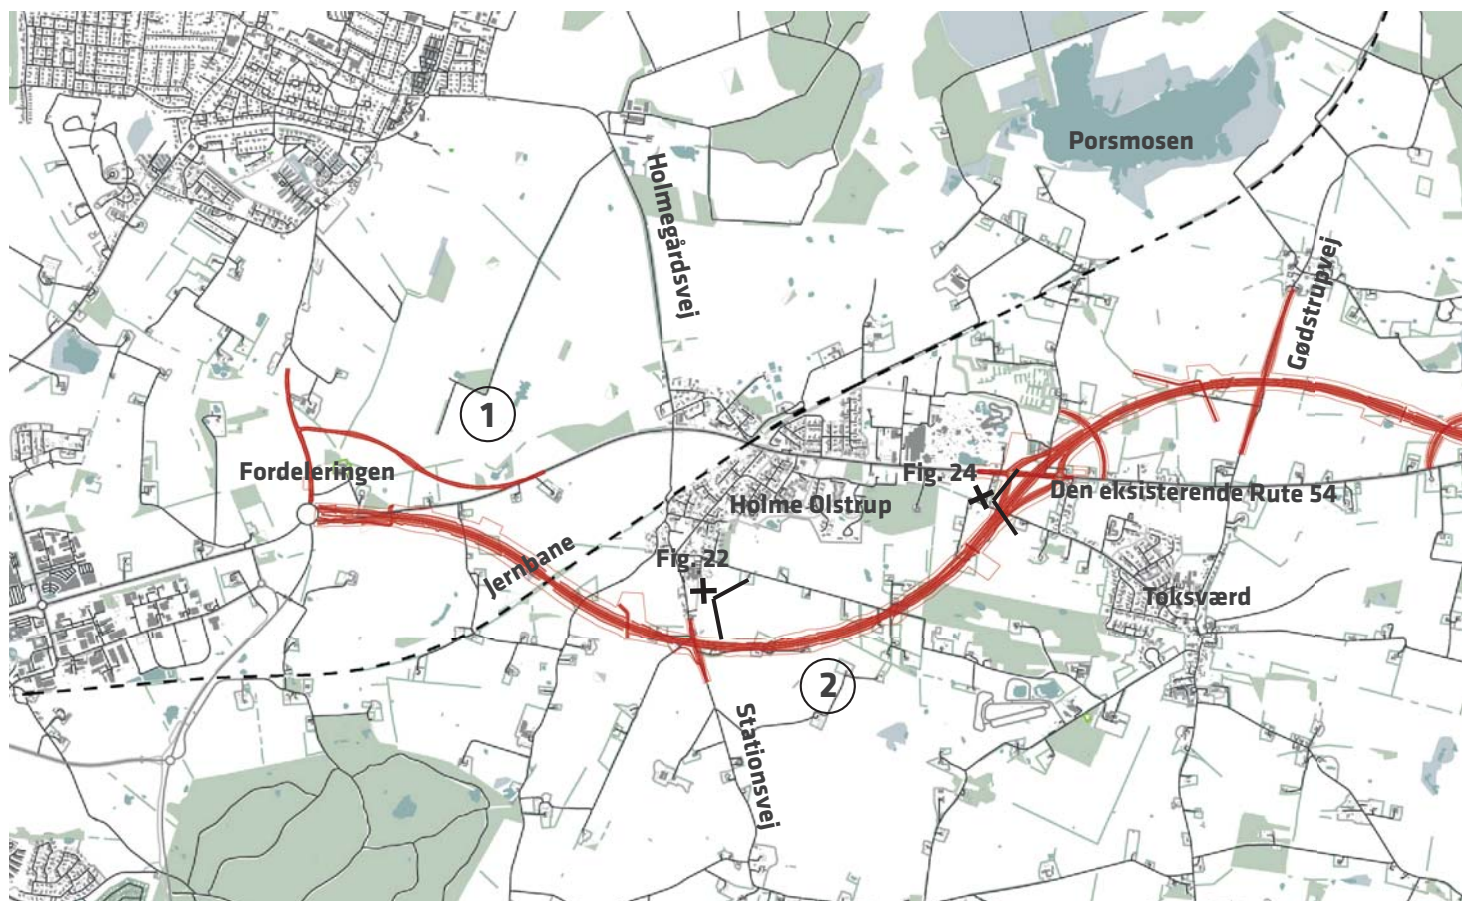 Porsmosen
Holmegårdsvej
Gødstrupvej
1
Fordeleringen
Fig. 24
Den eksisterende Rute 54
Holme Olstrup
Jernbane
Fig. 22
Toksværd
2
Stationsvej